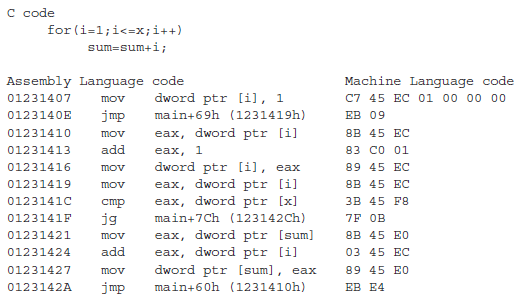 C code
for(i=1;i<=x;i++)
sum=sum+i;
Assembly Language code Machine Language code
01231407 mov dword ptr [i], 1 C7 45 EC 01 00 00 00
0123140E jmp main+69h (1231419h) EB 09
01231410 mov eax, dword ptr [i] 8B 45 EC
01231413 add eax, 1 83 C0 01
01231416 mov dword ptr [i], eax 89 45 EC
01231419 mov eax, dword ptr [i] 8B 45 EC
0123141C cmp eax, dword ptr [x] 3B 45 F8
0123141F jg main+7Ch (123142Ch) 7F 0B
01231421 mov eax, dword ptr [sum] 8B 45 E0
01231424 add eax, dword ptr [i] 03 45 EC
01231427 mov dword ptr [sum], eax 89 45 E0
0123142A jmp main+60h (1231410h) EB E4